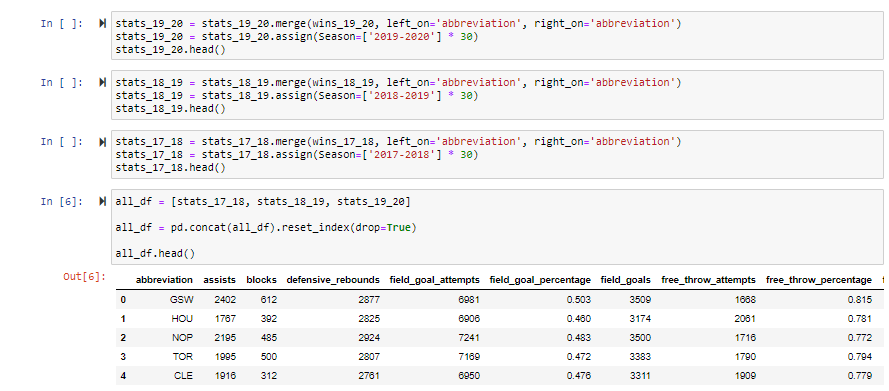 In [ ]: stats_19_20 = stats_19_20.merge(wins_19_20, left_on='abbreviation', right_on='abbreviation')
stats_19_20 = stats_19_20.assign(Season=['2019-2020'] * 30)
stats_19_20.head()
In [ ]: stats_18_19 = stats_18_19.merge(wins_18_19, left_on='abbreviation', right_on='abbreviation')
stats_18_19 = stats_18_19.assign(Season=['2018-2019'] * 30)
stats_18_19.head()
In [ ]: stats_17_18 = stats_17_18.merge(wins_17_18, left_on='abbreviation', right_on='abbreviation')
stats_17_18 = stats_17_18.assign(Season=['2017-2018'] * 30)
stats_17_18.head()
In [6]: all_df = [stats_17_18, stats_18_19, stats_19_20]
all_df = pd.concat(all_df).reset_index(drop=True)
all_df.head()
Out[6]:
abbreviation assists blocks defensive_rebounds field_goal_attempts field_goal_percentage field_goals free_throw_attempts free_throw_percentage
0 GSW 2402 612 2877 6981 0.503 3509 1668 0.815
1 HOU 1767 392 2825 6906 0.460 3174 2061 0.781
2 NOP 2195 485 2924 7241 0.483 3500 1716 0.772
3 TOR 1995 500 2807 7169 0.472 3383 1790 0.794
4 CLE 1916 312 2761 6950 0.476 3311 1909 0.779